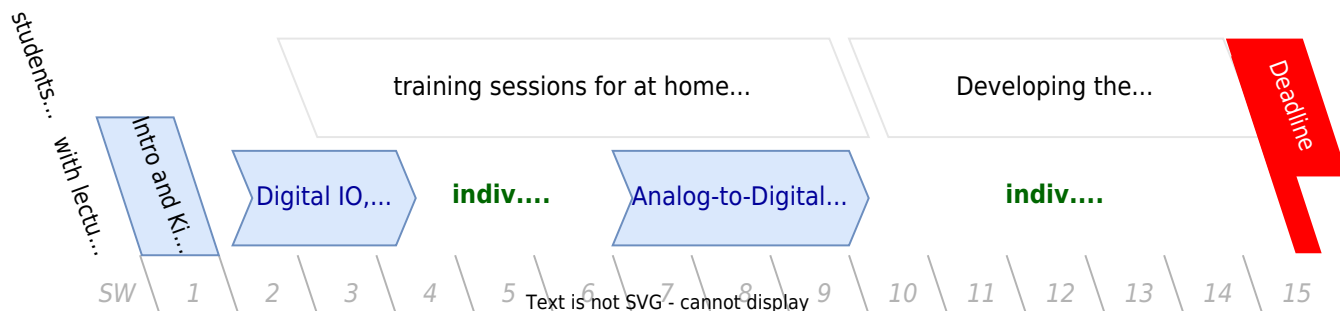 students...
with lectu...
training sessions for at home...
Developing the...
Deadline
Intro and Ki...
Digital IO,...
indiv....
Analog-to-Digital...
indiv....
SW 1 2 3 4 5 6 7 8 9 10 11 12 13 14 15
Text is not SVG - cannot display